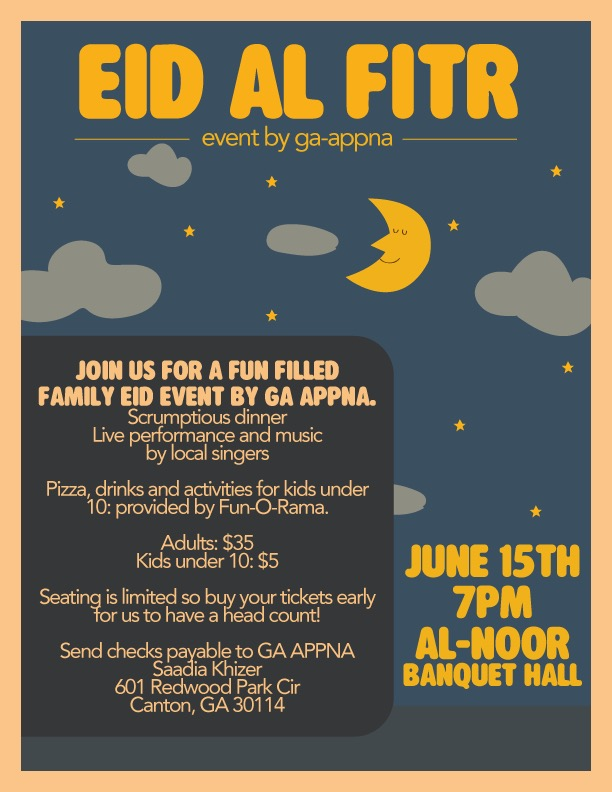 EID AL FITR
event by ga-appna
JOIN US FOR A FUN FILLED
FAMILY EID EVENT BY GA APPNA.
Scrumptious dinner
Live performance and music
by local singers
Pizza, drinks and activities for kids under
10: provided by Fun-O-Rama.
Adults: $35
Kids under 10: $5
Seating is limited so buy your tickets early
for us to have a head count!
Send checks payable to GA APPNA
Saadia Khizer
601 Redwood Park Cir
Canton, GA 30114
JUNE 15TH
7PM
AL-NOOR
BANQUET HALL